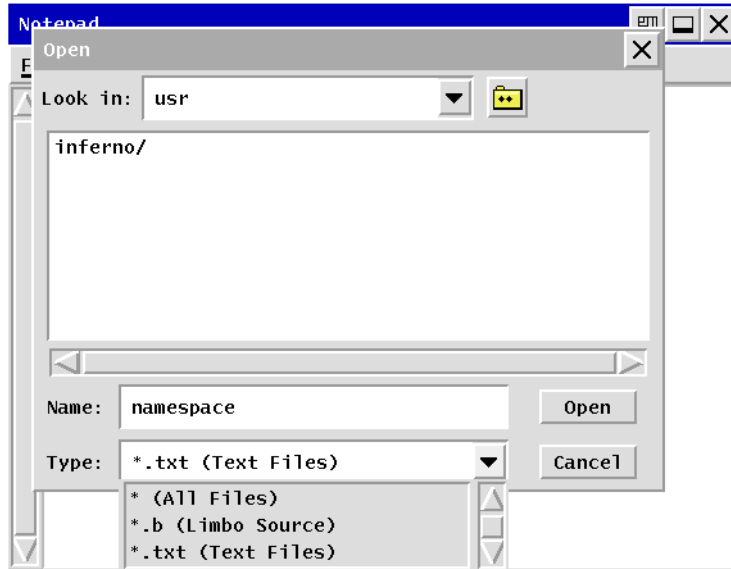 Notepad
Open
F
Look in: usr
inferno/
Name: namespace Open
Type: *.txt (Text Files) Cancel
* (All Files)
*.b (Limbo Source)
*.txt (Text Files)